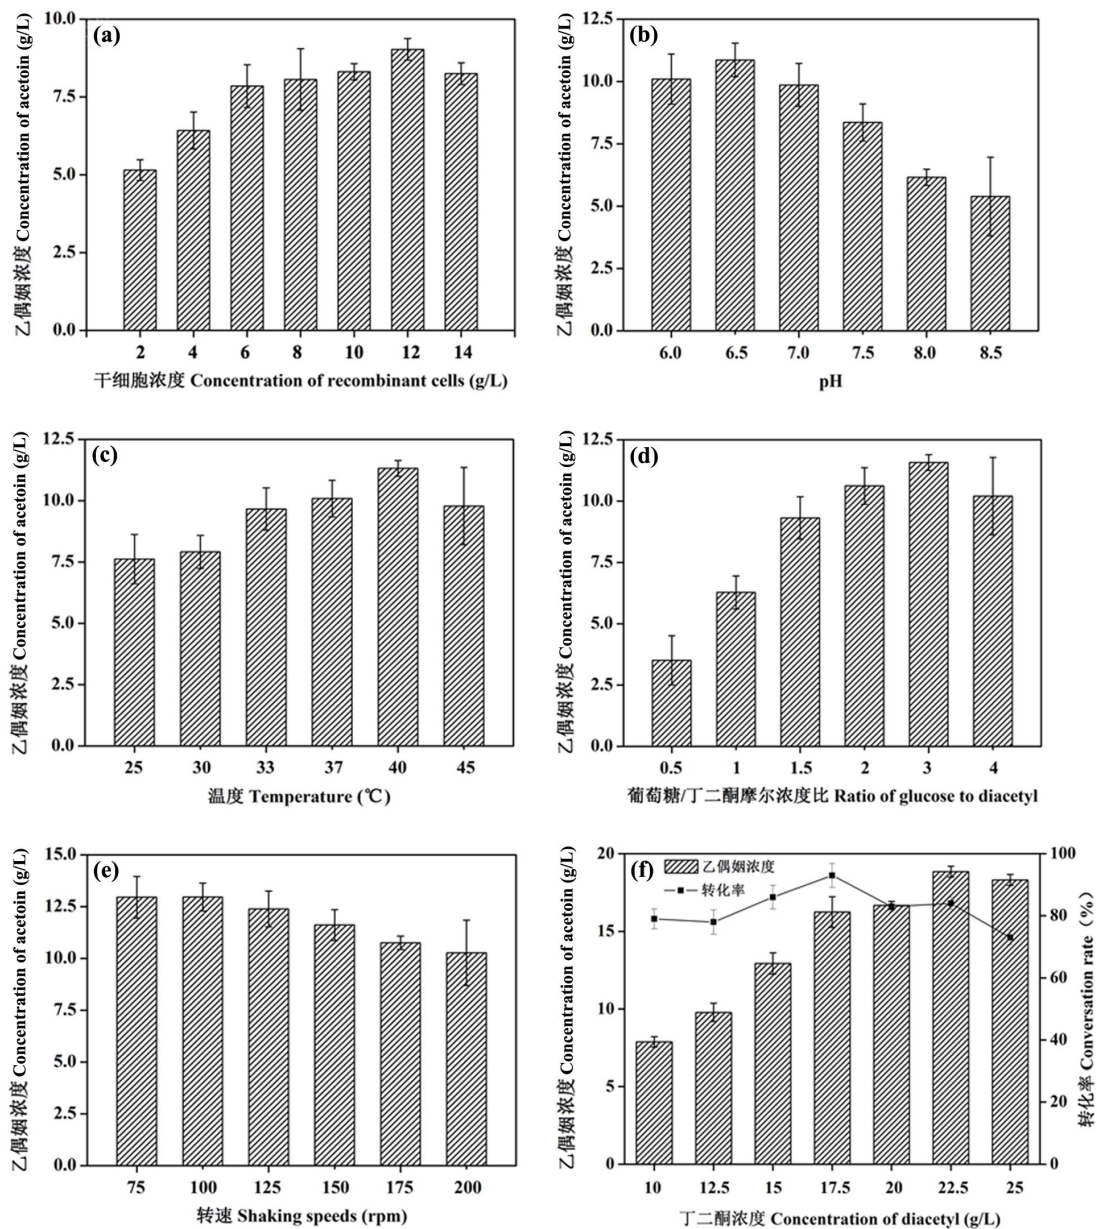 (a)
乙偶姻浓度 Concentration of acetoin (g/L)
10.0
7.5
5.0
2.5
0.0
2 4 6 8 10 12 14
干细胞浓度 Concentration of recombinant cells (g/L)
(b)
乙偶姻浓度 Concentration of acetoin (g/L)
12.5
10.0
7.5
5.0
2.5
0.0
6.0 6.5 7.0 7.5 8.0 8.5
pH
(c)
乙偶姻浓度 Concentration of acetoin (g/L)
12.5
10.0
7.5
5.0
2.5
0.0
25 30 33 37 40 45
温度 Temperature (℃)
(d)
乙偶姻浓度 Concentration of acetoin (g/L)
12.5
10.0
7.5
5.0
2.5
0.0
0.5 1 1.5 2 3 4
葡萄糖/丁二酮摩尔浓度比 Ratio of glucose to diacetyl
(e)
乙偶姻浓度 Concentration of acetoin (g/L)
15.0
12.5
10.0
7.5
5.0
2.5
0.0
75 100 125 150 175 200
转速 Shaking speeds (rpm)
(f)
乙偶姻浓度
转化率
乙偶姻浓度 Concentration of acetoin (g/L)
20
15
10
5
0
100
80
60
40
20
0
转化率 Conversation rate（%）
10 12.5 15 17.5 20 22.5 25
丁二酮浓度 Concentration of diacetyl (g/L)